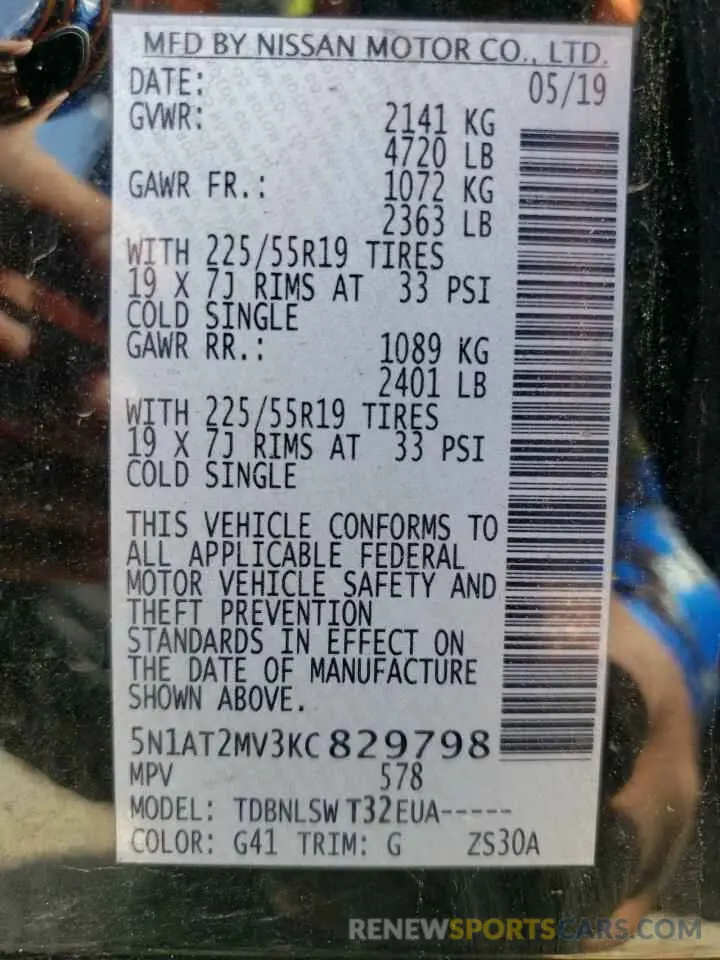 MFD BY NISSAN MOTOR CO., LTD.
DATE: 05/19
GVWR: 2141 KG
4720 LB
GAWR FR.: 1072 KG
2363 LB
WITH 225/55R19 TIRES
19 X 7J RIMS AT 33 PSI
COLD SINGLE
GAWR RR.: 1089 KG
2401 LB
WITH 225/55R19 TIRES
19 X 7J RIMS AT 33 PSI
COLD SINGLE
THIS VEHICLE CONFORMS TO
ALL APPLICABLE FEDERAL
MOTOR VEHICLE SAFETY AND
THEFT PREVENTION
STANDARDS IN EFFECT ON
THE DATE OF MANUFACTURE
SHOWN ABOVE.
5N1AT2MV3KC829798
MPV 578
MODEL: TDBNLSW T32EUA-----
COLOR: G41 TRIM: G ZS30A
RENEWSPORTSCARS.COM